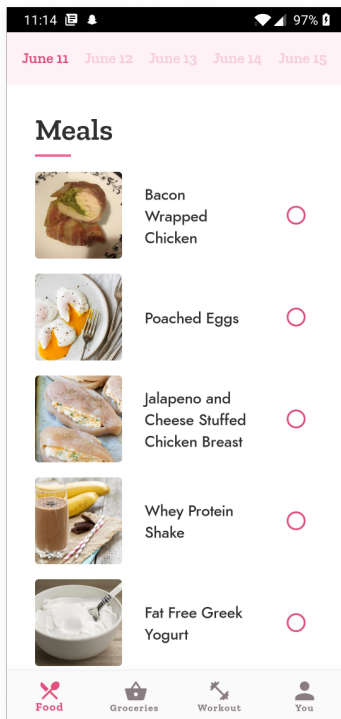 11:14 97%
June 11 June 12 June 13 June 14 June 15
Meals
Bacon
Wrapped
Chicken
Poached Eggs
Jalapeno and
Cheese Stuffed
Chicken Breast
Whey Protein
Shake
Fat Free Greek
Yogurt
Food Groceries Workout You